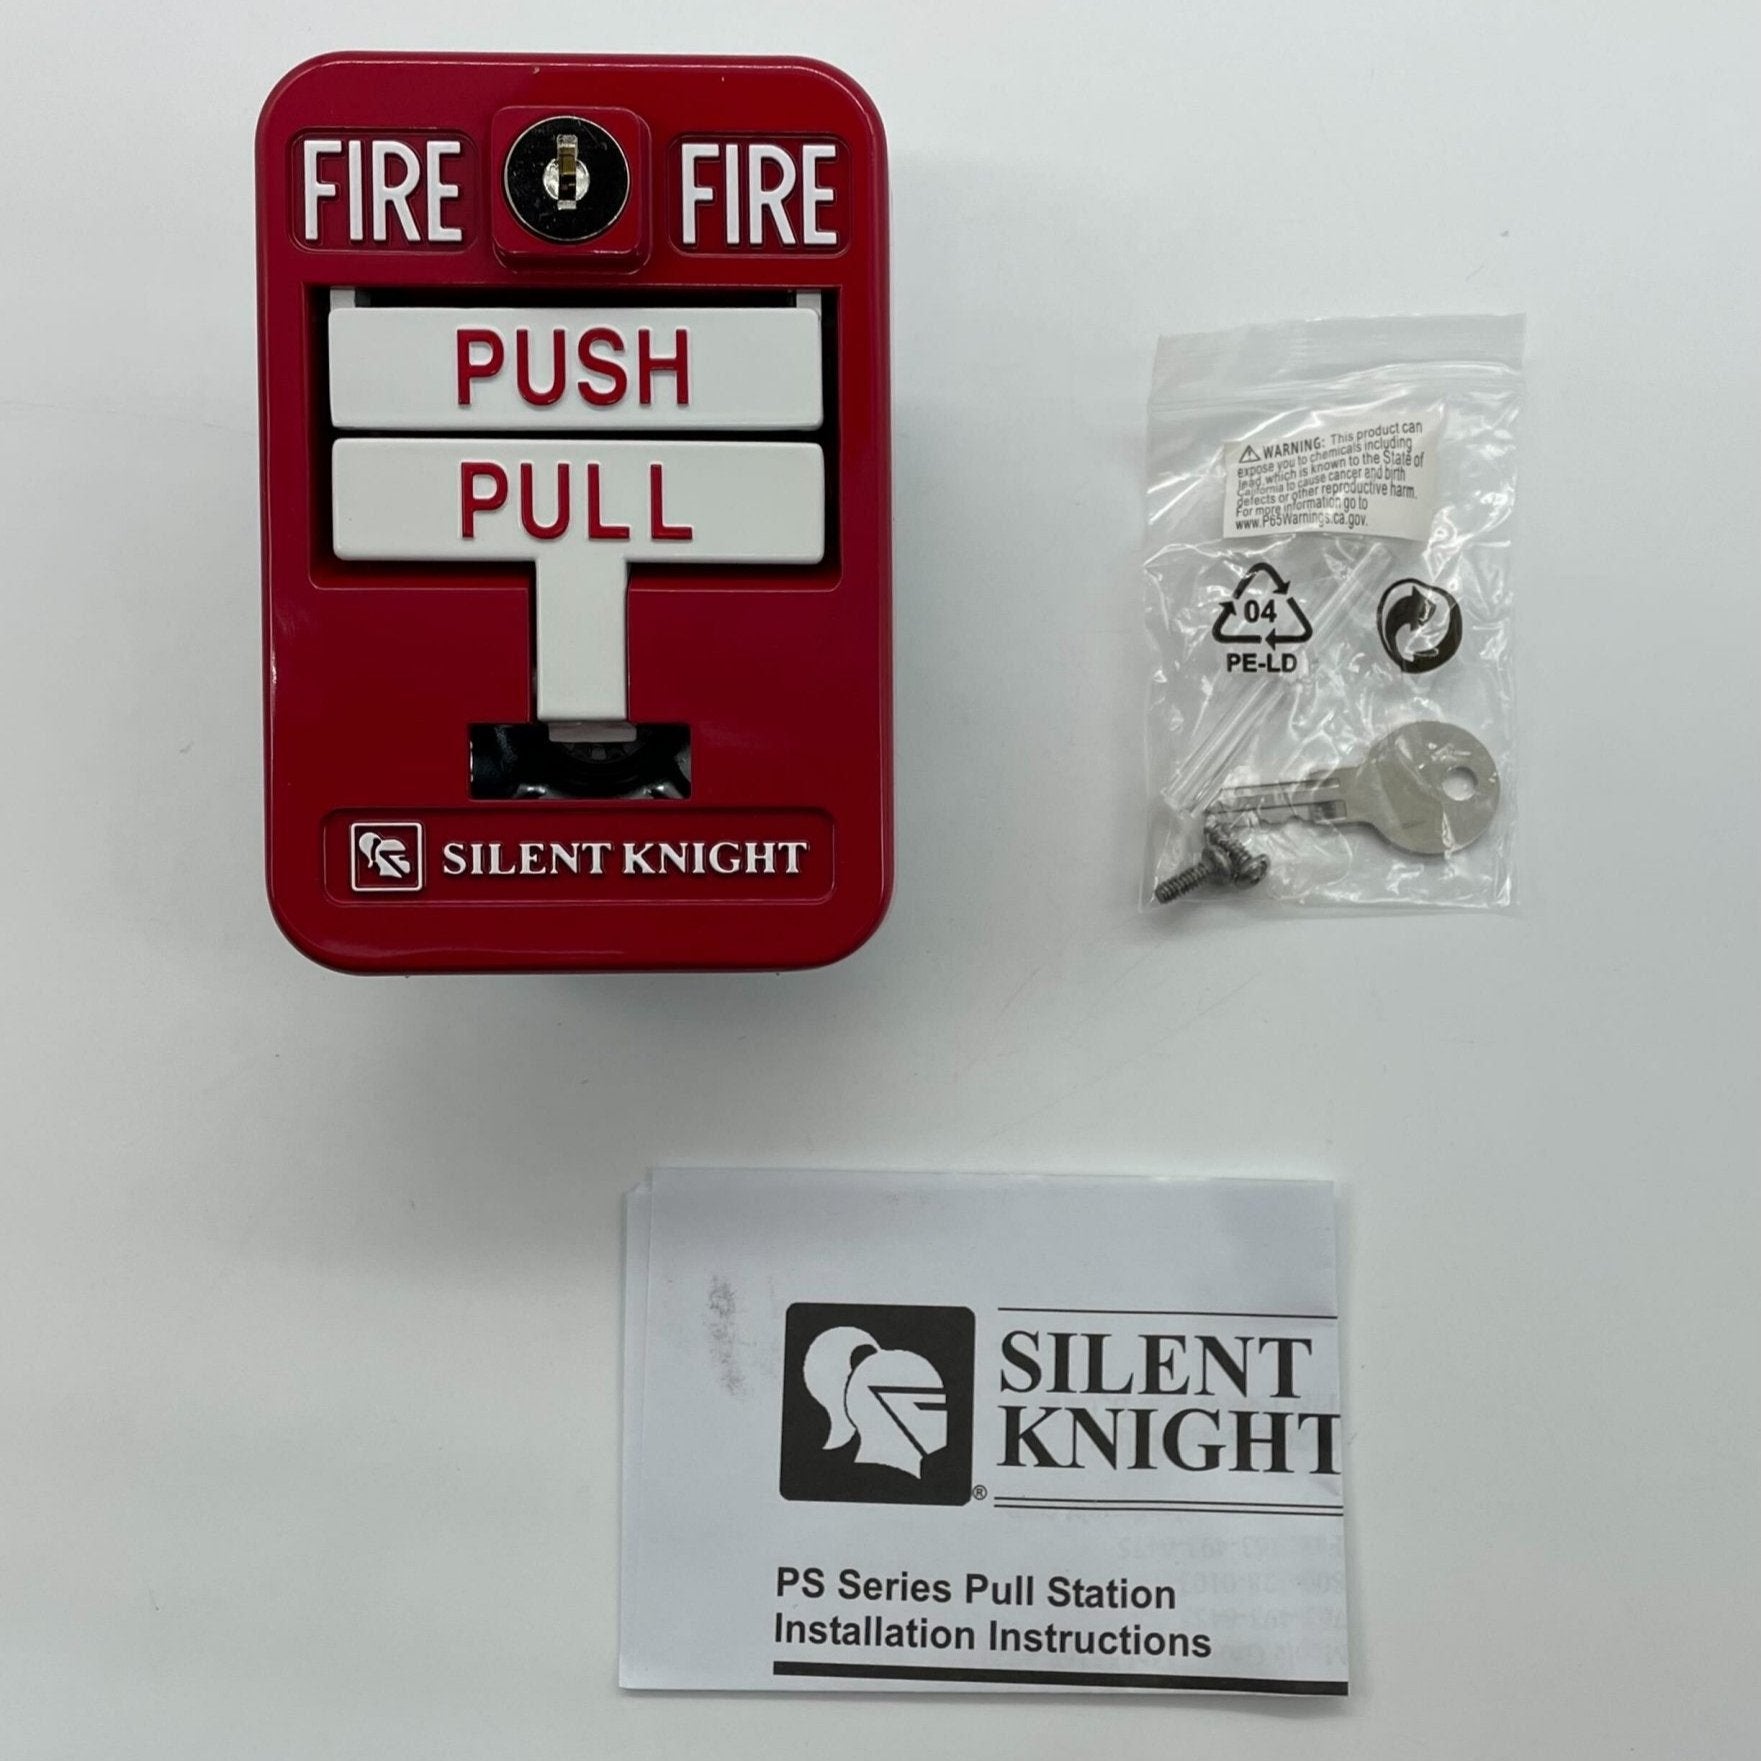 FIRE FIRE
PUSH
PULL
SILENT KNIGHT
⚠ WARNING: This product can
expose you to chemicals including
lead, which is known to the State of
California to cause cancer and birth
defects or other reproductive harm.
For more information go to
www.P65Warnings.ca.gov.
04
PE-LD
SILENT
KNIGHT
®
PS Series Pull Station
Installation Instructions